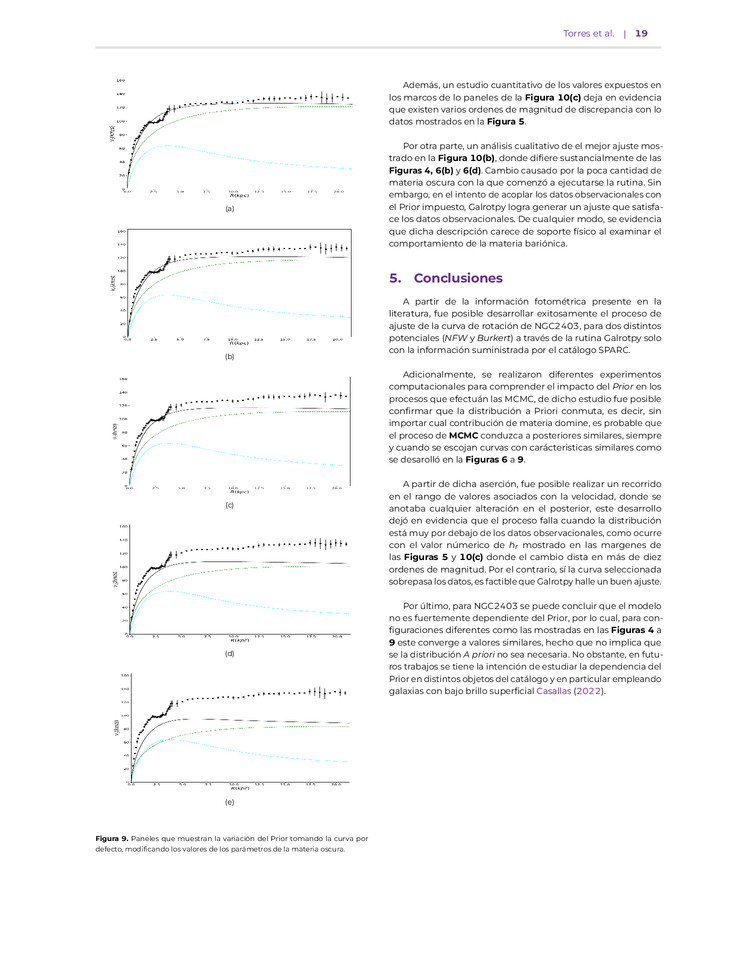 Torres et al. | 19
(a)
(b)
(c)
(d)
(e)
Figura 9. Paneles que muestran la variación del Prior tomando la curva por
defecto, modificando los valores de los parámetros de la materia oscura.
Además, un estudio cuantitativo de los valores expuestos en
los marcos de lo paneles de la Figura 10(c) deja en evidencia
que existen varios ordenes de magnitud de discrepancia con lo
datos mostrados en la Figura 5.
Por otra parte, un análisis cualitativo de el mejor ajuste mos-
trado en la Figura 10(b), donde difiere sustancialmente de las
Figuras 4, 6(b) y 6(d). Cambio causado por la poca cantidad de
materia oscura con la que comenzó a ejecutarse la rutina. Sin
embargo, en el intento de acoplar los datos observacionales con
el Prior impuesto, Galrotpy logra generar un ajuste que satisfa-
ce los datos observacionales. De cualquier modo, se evidencia
que dicha descripción carece de soporte físico al examinar el
comportamiento de la materia bariónica.
5. Conclusiones
A partir de la información fotométrica presente en la
literatura, fue posible desarrollar exitosamente el proceso de
ajuste de la curva de rotación de NGC2403, para dos distintos
potenciales (NFW y Burkert) a través de la rutina Galrotpy solo
con la información suministrada por el catálogo SPARC.
Adicionalmente, se realizaron diferentes experimentos
computacionales para comprender el impacto del Prior en los
procesos que efectúan las MCMC, de dicho estudio fue posible
confirmar que la distribución a Priori conmuta, es decir, sin
importar cual contribución de materia domine, es probable que
el proceso de MCMC conduzca a posteriores similares, siempre
y cuando se escojan curvas con carácteristicas similares como
se desarolló en la Figuras 6 a 9.
A partir de dicha aserción, fue posible realizar un recorrido
en el rango de valores asociados con la velocidad, donde se
anotaba cualquier alteración en el posterior, este desarrollo
dejó en evidencia que el proceso falla cuando la distribución
está muy por debajo de los datos observacionales, como ocurre
con el valor númerico de hr mostrado en las margenes de
las Figuras 5 y 10(c) donde el cambio dista en más de diez
ordenes de magnitud. Por el contrario, sí la curva seleccionada
sobrepasa los datos, es factible que Galrotpy halle un buen ajuste.
Por último, para NGC2403 se puede concluir que el modelo
no es fuertemente dependiente del Prior, por lo cual, para con-
figuraciones diferentes como las mostradas en las Figuras 4 a
9 este converge a valores similares, hecho que no implica que
se la distribución A priori no sea necesaria. No obstante, en futu-
ros trabajos se tiene la intención de estudiar la dependencia del
Prior en distintos objetos del catálogo y en particular empleando
galaxias con bajo brillo superficial Casallas (2022).